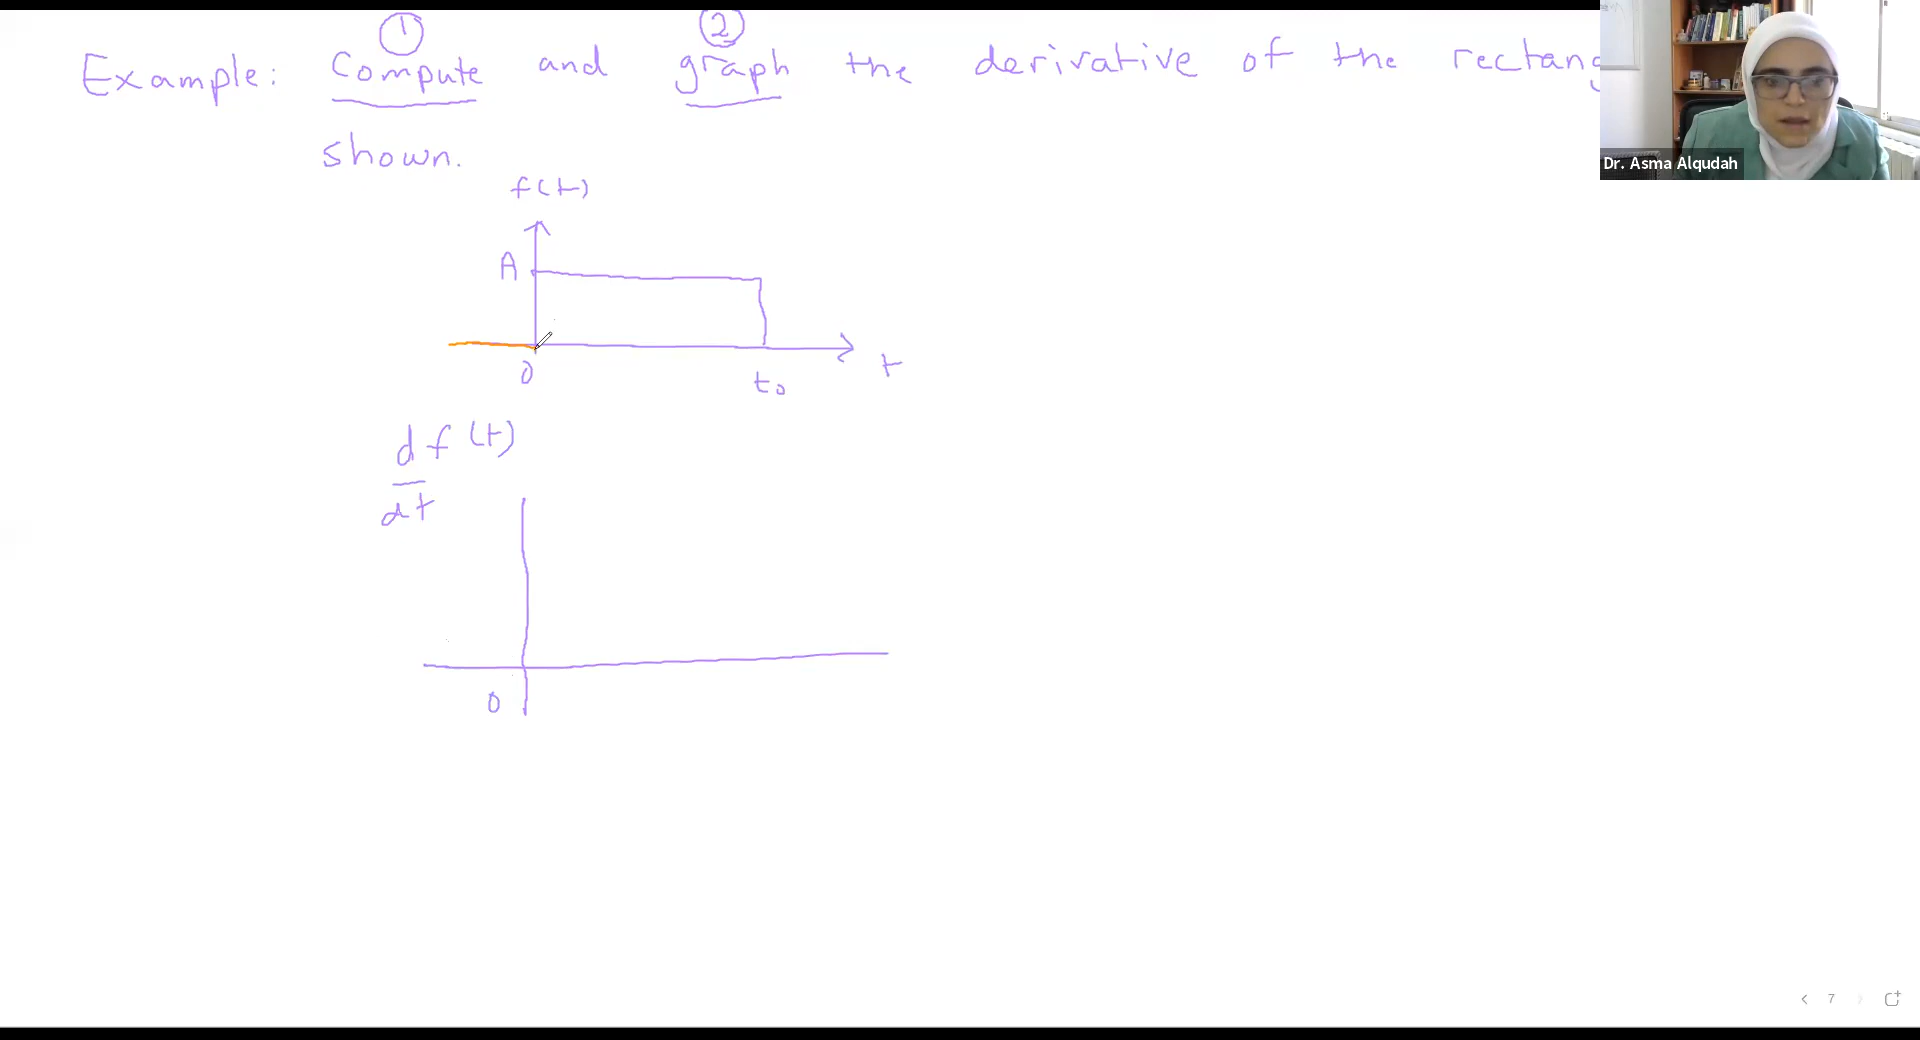 ① ②
Example: Compute and graph the derivative of the rectang
Dr. Asma Alqudah
shown.
f(t)
A
0
t₀
t
d f(t)
dt
0
7